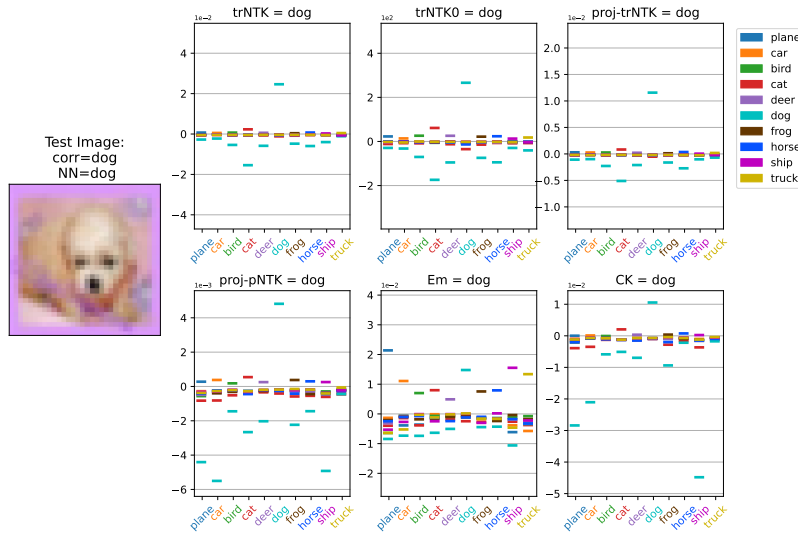 Test Image:
corr=dog
NN=dog
trNTK = dog
1e−2
4
2
0
−2
−4
plane
car
bird
cat
deer
dog
frog
horse
ship
truck
trNTK0 = dog
1e2
4
2
0
−2
plane
car
bird
cat
deer
dog
frog
horse
ship
truck
proj-trNTK = dog
1e−2
2.0
1.5
1.0
0.5
0.0
−0.5
−1.0
plane
car
bird
cat
deer
dog
frog
horse
ship
truck
plane
car
bird
cat
deer
dog
frog
horse
ship
truck
proj-pNTK = dog
1e−3
4
2
0
−2
−4
−6
plane
car
bird
cat
deer
dog
frog
horse
ship
truck
Em = dog
1e−2
4
3
2
1
0
−1
−2
plane
car
bird
cat
deer
dog
frog
horse
ship
truck
CK = dog
1e−2
1
0
−1
−2
−3
−4
−5
plane
car
bird
cat
deer
dog
frog
horse
ship
truck